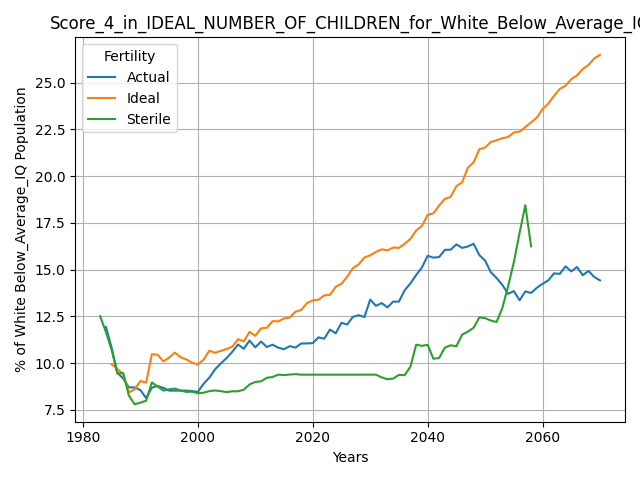 Score_4_in_IDEAL_NUMBER_OF_CHILDREN_for_White_Below_Average_IQ
Fertility
Actual
Ideal
Sterile
% of White Below_Average_IQ Population
25.0
22.5
20.0
17.5
15.0
12.5
10.0
7.5
1980
2000
2020
2040
2060
Years